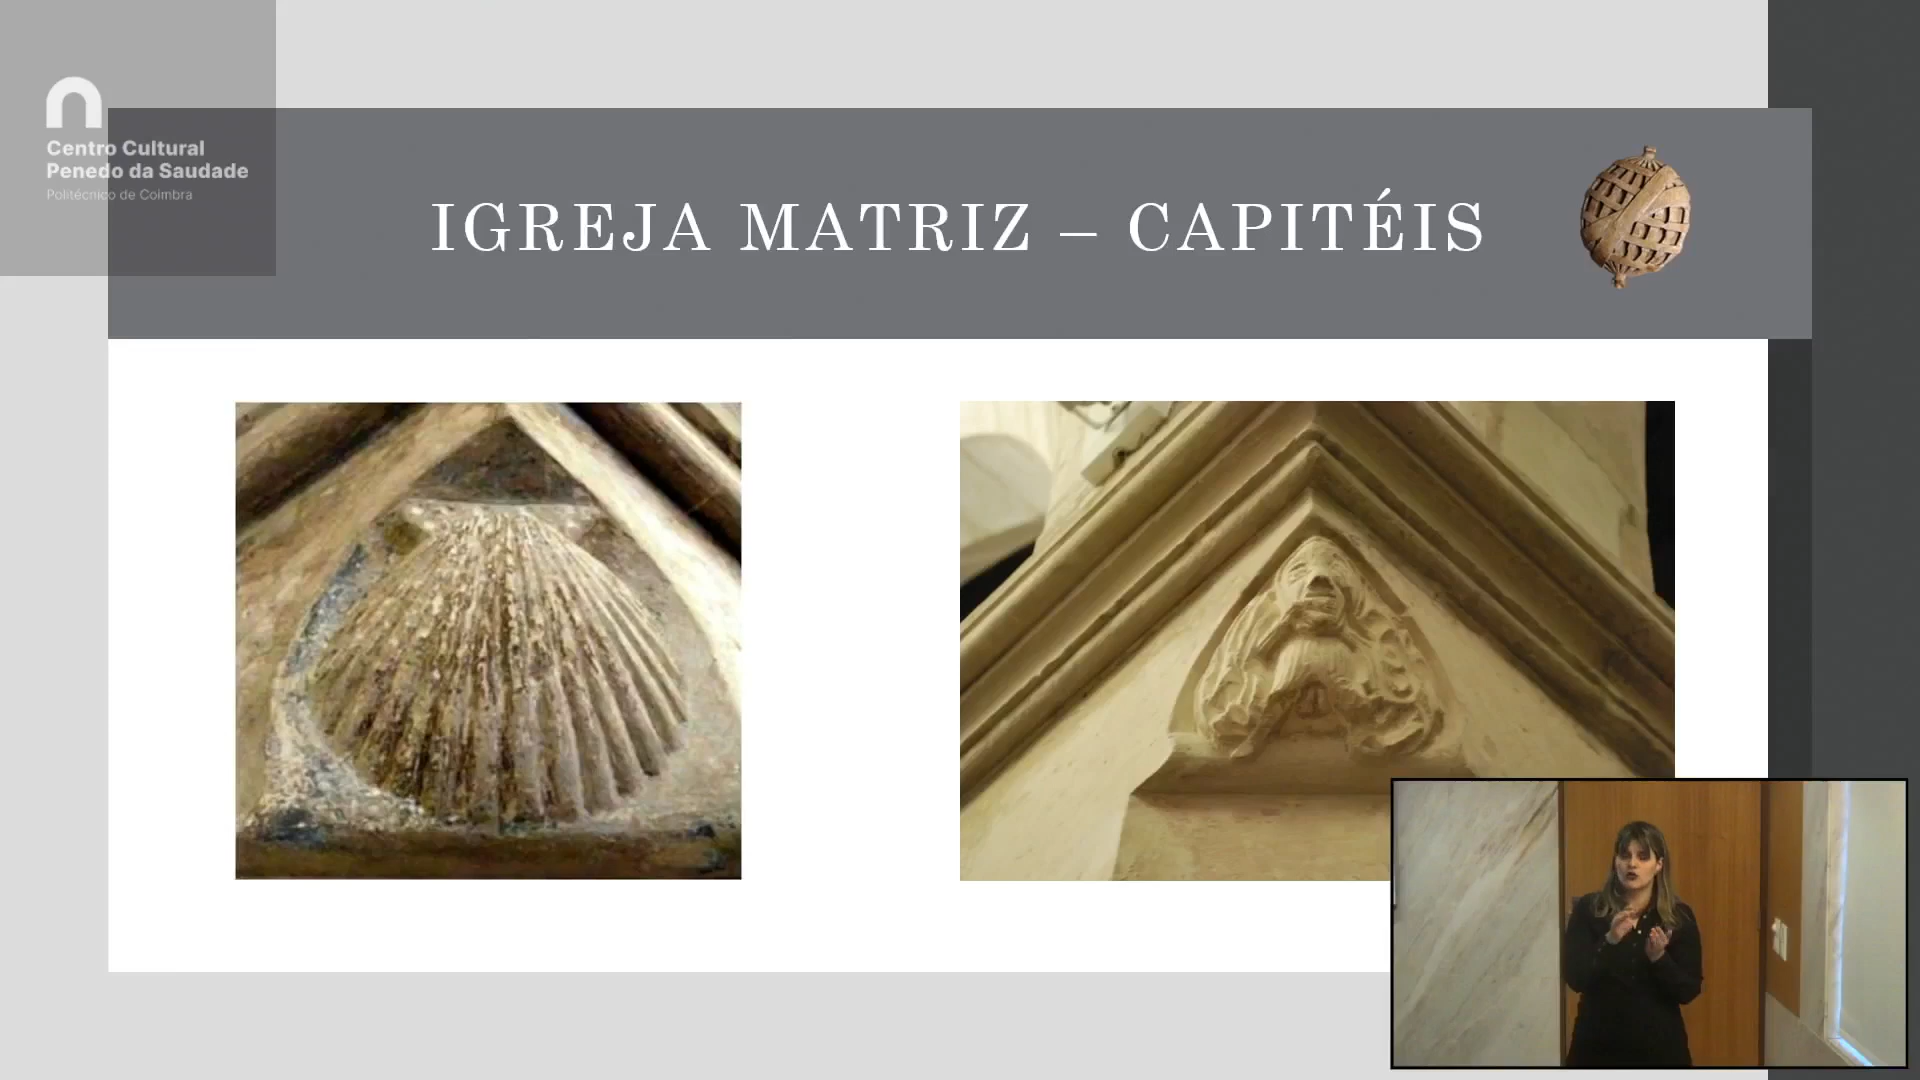 Centro Cultural
Penedo da Saudade
Politécnico de Coimbra
IGREJA MATRIZ – CAPITÉIS